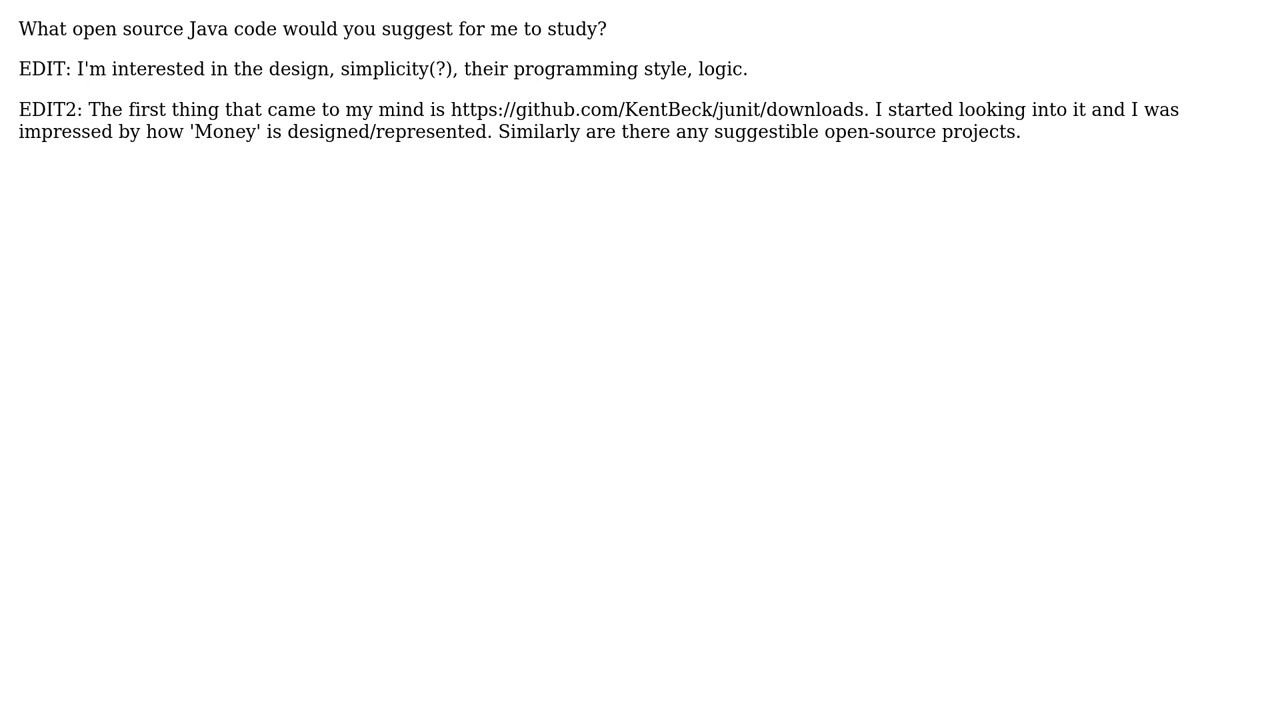 What open source Java code would you suggest for me to study?
EDIT: I'm interested in the design, simplicity(?), their programming style, logic.
EDIT2: The first thing that came to my mind is https://github.com/KentBeck/junit/downloads. I started looking into it and I was
impressed by how 'Money' is designed/represented. Similarly are there any suggestible open-source projects.